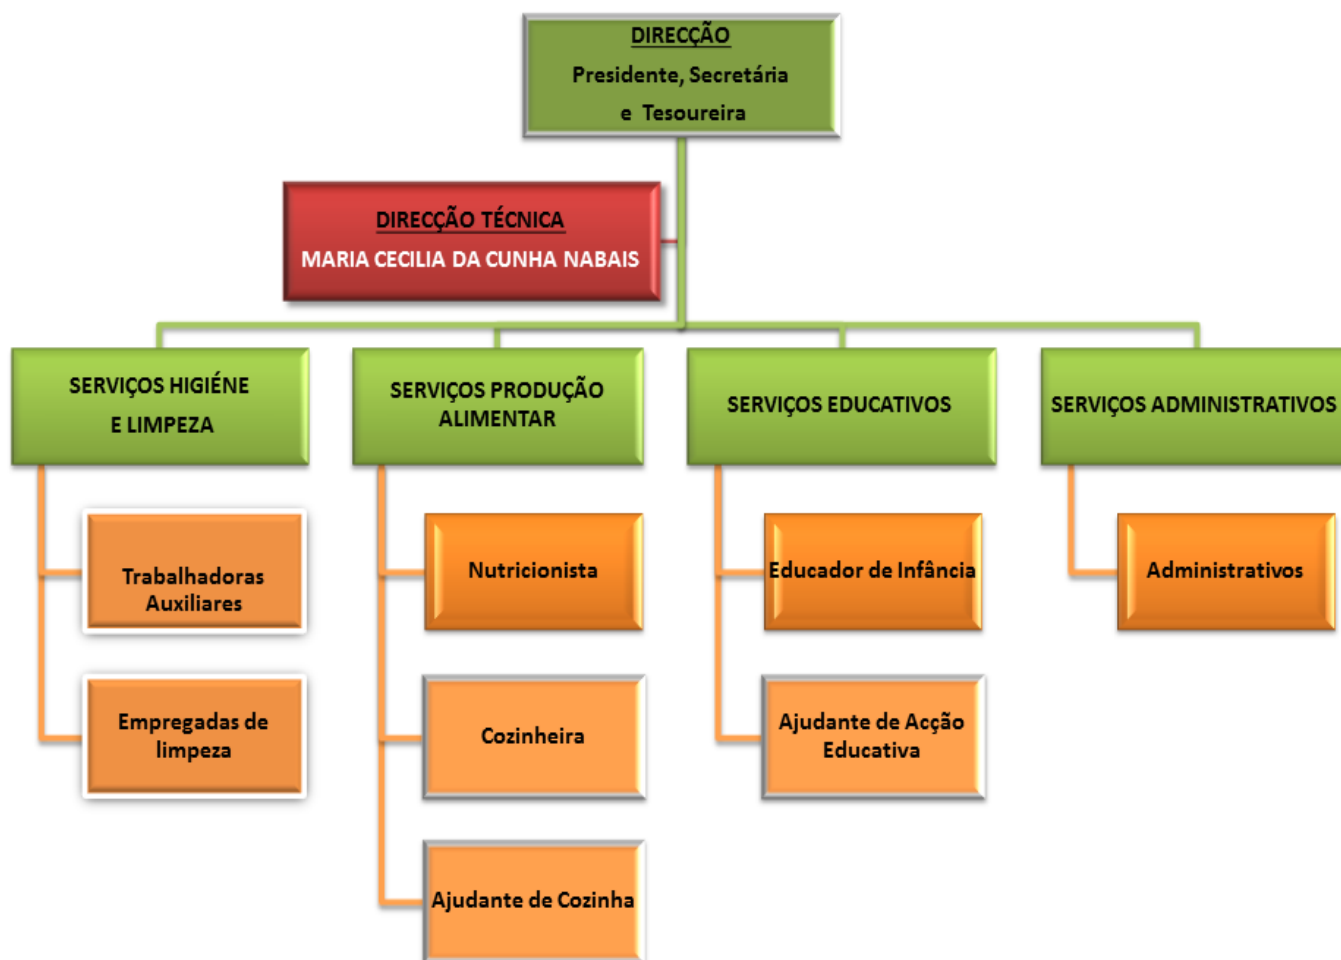 DIRECÇÃO
Presidente, Secretária
e Tesoureira
DIRECÇÃO TÉCNICA
MARIA CECILIA DA CUNHA NABAIS
SERVIÇOS HIGIÉNE
E LIMPEZA
SERVIÇOS PRODUÇÃO
ALIMENTAR
SERVIÇOS EDUCATIVOS
SERVIÇOS ADMINISTRATIVOS
Trabalhadoras
Auxiliares
Nutricionista
Educador de Infância
Administrativos
Empregadas de
limpeza
Cozinheira
Ajudante de Acção
Educativa
Ajudante de Cozinha